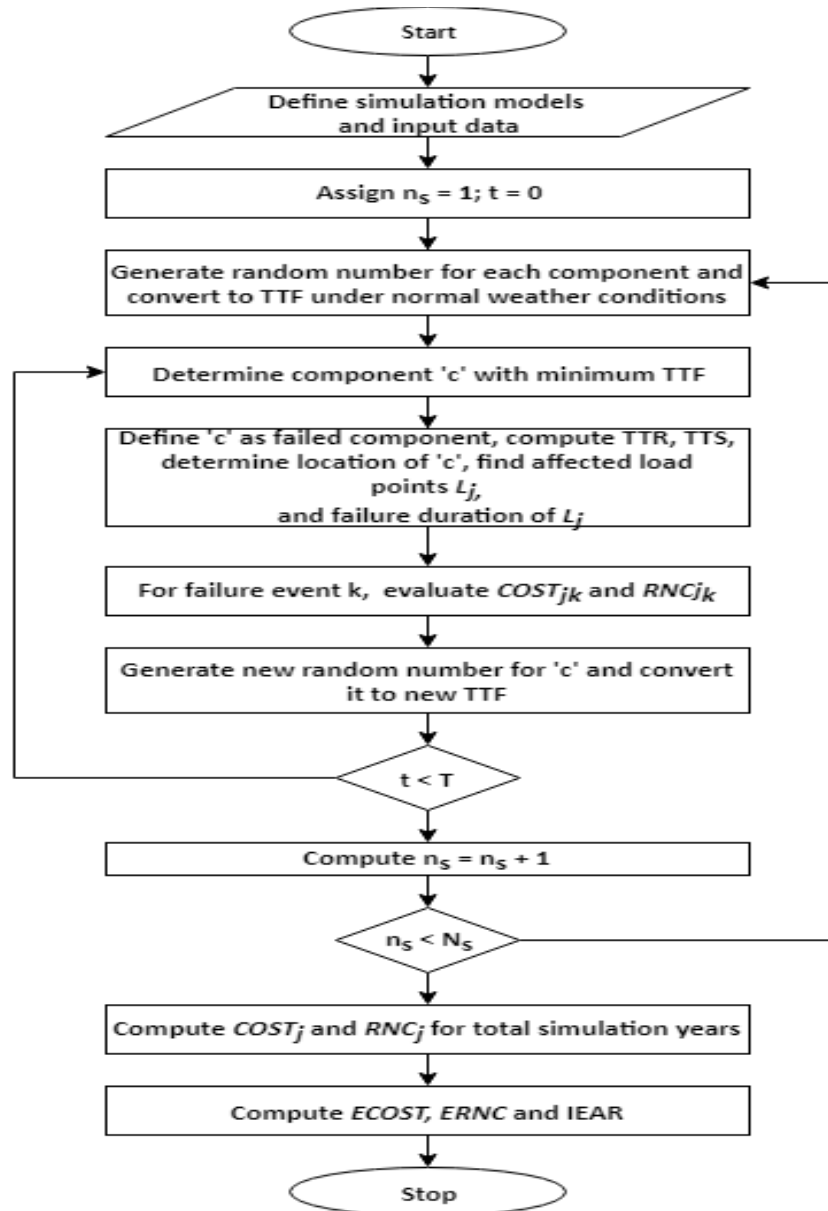 Start
Define simulation models
and input data
Assign nₛ = 1; t = 0
Generate random number for each component and
convert to TTF under normal weather conditions
Determine component 'c' with minimum TTF
Define 'c' as failed component, compute TTR, TTS,
determine location of 'c', find affected load
points Lⱼ,
and failure duration of Lⱼ
For failure event k, evaluate COSTⱼₖ and RNCⱼₖ
Generate new random number for 'c' and convert
it to new TTF
t < T
Compute nₛ = nₛ + 1
nₛ < Nₛ
Compute COSTⱼ and RNCⱼ for total simulation years
Compute ECOST, ERNC and IEAR
Stop